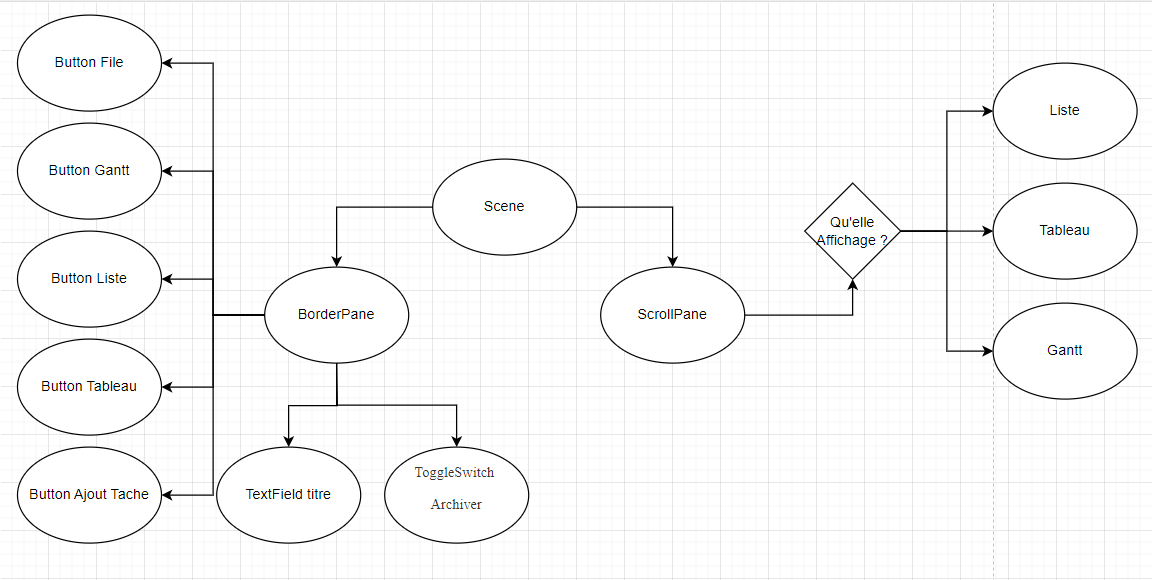 Button File
Button Gantt
Button Liste
Button Tableau
Button Ajout Tache
Scene
BorderPane
ScrollPane
TextField titre
ToggleSwitch
Archiver
Qu'elle
Affichage ?
Liste
Tableau
Gantt